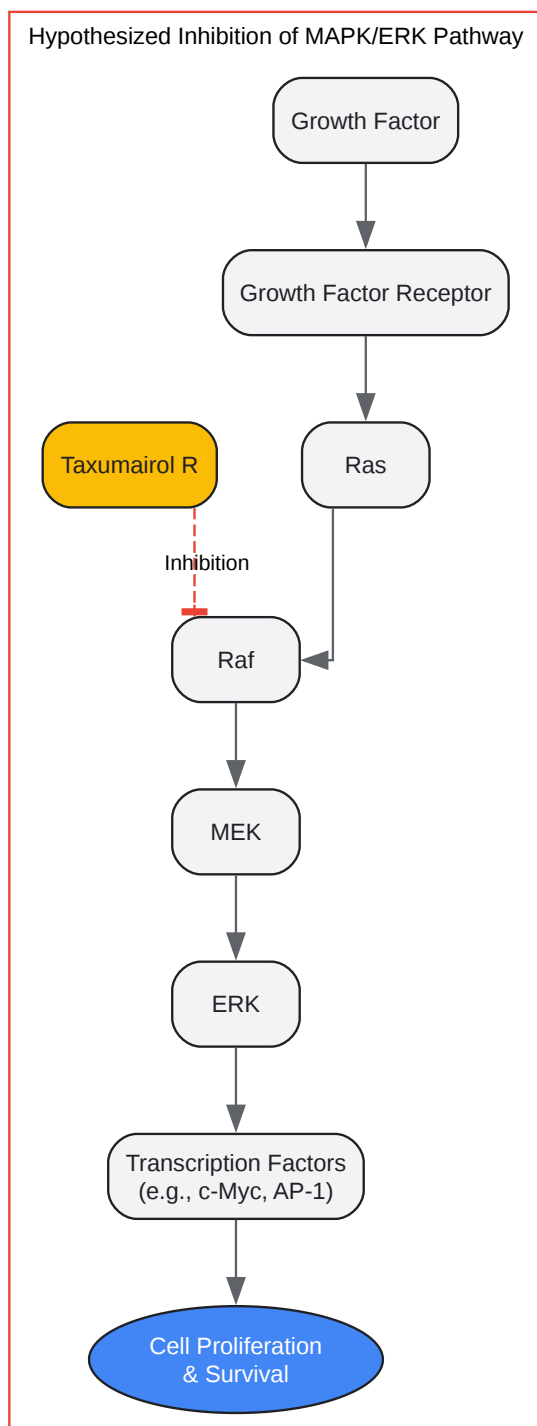 Hypothesized Inhibition of MAPK/ERK Pathway
Growth Factor
Growth Factor Receptor
Taxumairol R
Ras
Inhibition
Raf
MEK
ERK
Transcription Factors
(e.g., c-Myc, AP-1)
Cell Proliferation
& Survival